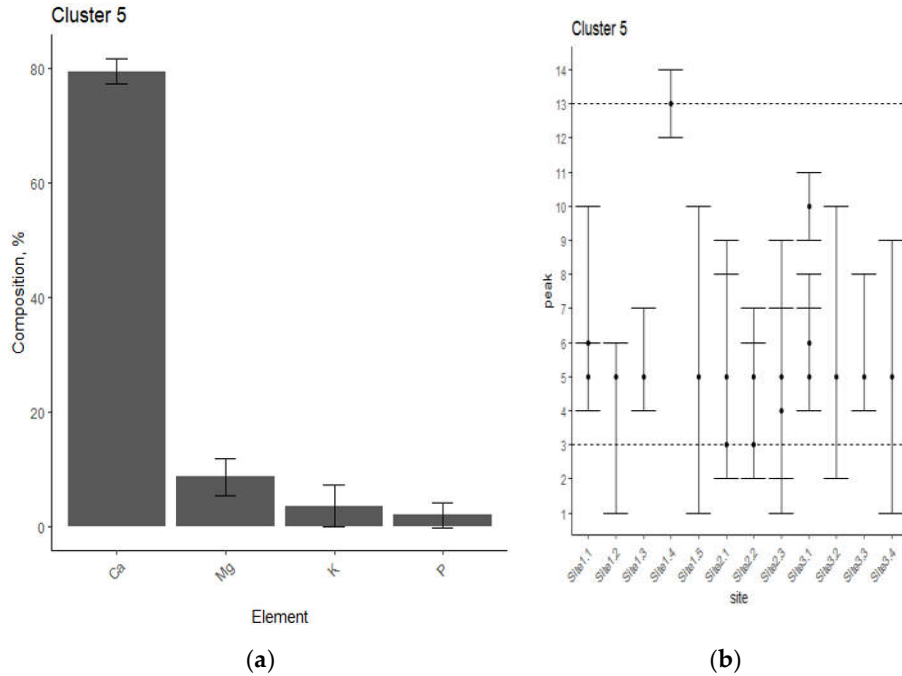 Cluster 5
80
60
40
20
0
Composition, %
Ca
Mg
K
P
Element
(a)
Cluster 5
14
13
12
11
10
9
8
7
6
5
4
3
2
1
peak
Site1,1
Site1,2
Site1,3
Site1,4
Site1,5
Site2,1
Site2,2
Site2,3
Site3,1
Site3,2
Site3,3
Site3,4
site
(b)